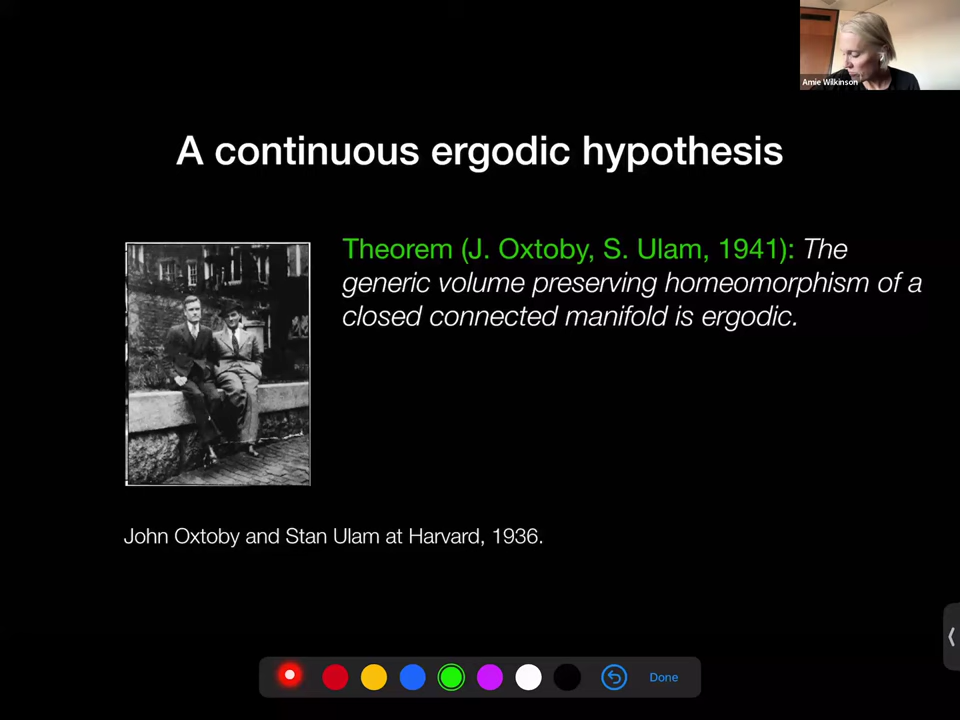 Amie Wilkinson
A continuous ergodic hypothesis
Theorem (J. Oxtoby, S. Ulam, 1941): The
generic volume preserving homeomorphism of a
closed connected manifold is ergodic.
John Oxtoby and Stan Ulam at Harvard, 1936.
Done